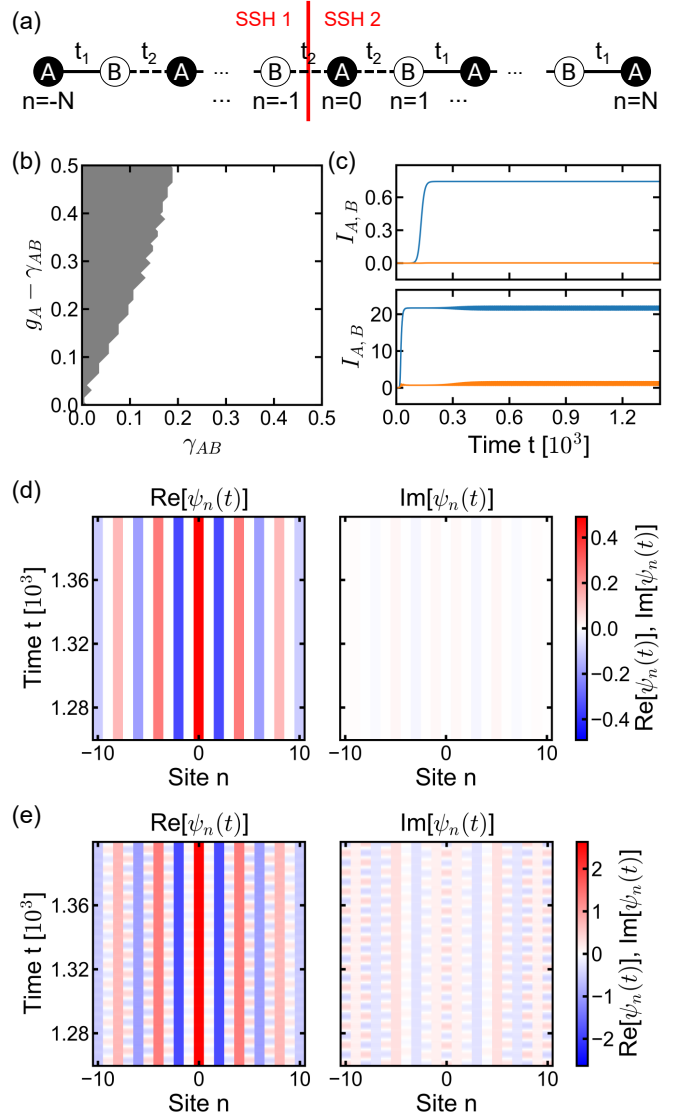 (a)
SSH 1 SSH 2
t₁ t₂ t₂ t₂ t₁ t₁
A B A ... B A B A ... B A
n=-N ... n=-1 n=0 n=1 ... n=N
(b)
0.5
0.4
0.3
0.2
0.1
0.0
g_A − γ_AB
0.0 0.1 0.2 0.3 0.4 0.5
γ_AB
(c)
0.6
0.3
0.0
I_{A, B}
20
10
0
I_{A, B}
0.0 0.3 0.6 0.9 1.2
Time t [10³]
(d)
Re[ψₙ(t)] Im[ψₙ(t)]
1.36
1.32
1.28
Time t [10³]
−10 0 10 −10 0 10
Site n Site n
0.4
0.2
0.0
−0.2
−0.4
Re[ψₙ(t)], Im[ψₙ(t)]
(e)
Re[ψₙ(t)] Im[ψₙ(t)]
1.36
1.32
1.28
Time t [10³]
−10 0 10 −10 0 10
Site n Site n
2
1
0
−1
−2
Re[ψₙ(t)], Im[ψₙ(t)]